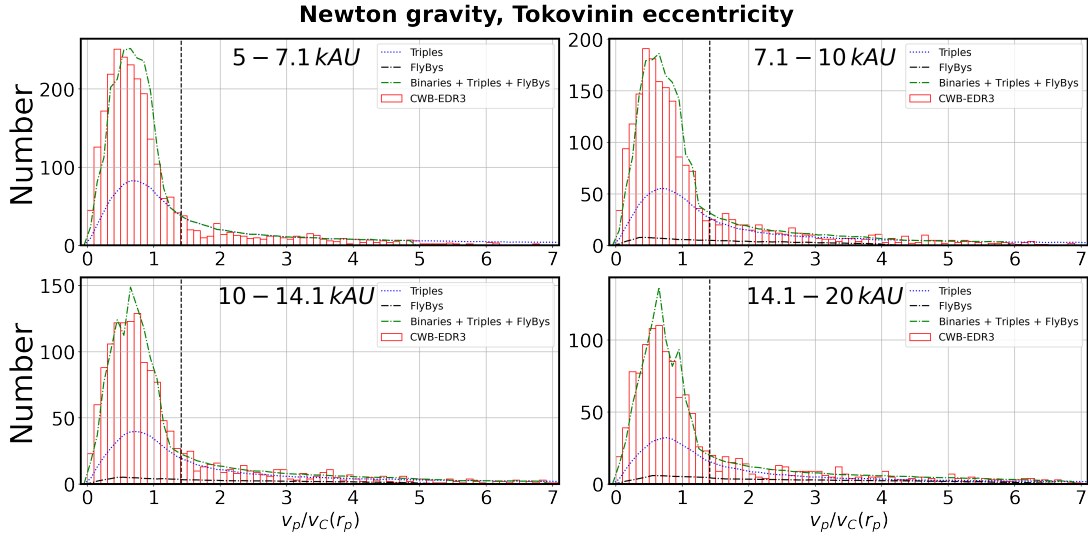 Newton gravity, Tokovinin eccentricity
5 − 7.1 kAU
Triples
FlyBys
Binaries + Triples + FlyBys
CWB-EDR3
Number
200
100
0
0 1 2 3 4 5 6 7
7.1 − 10 kAU
Triples
FlyBys
Binaries + Triples + FlyBys
CWB-EDR3
200
150
100
50
0
0 1 2 3 4 5 6 7
10 − 14.1 kAU
Triples
FlyBys
Binaries + Triples + FlyBys
CWB-EDR3
Number
150
100
50
0
0 1 2 3 4 5 6 7
v_p/v_C(r_p)
14.1 − 20 kAU
Triples
FlyBys
Binaries + Triples + FlyBys
CWB-EDR3
100
50
0
0 1 2 3 4 5 6 7
v_p/v_C(r_p)